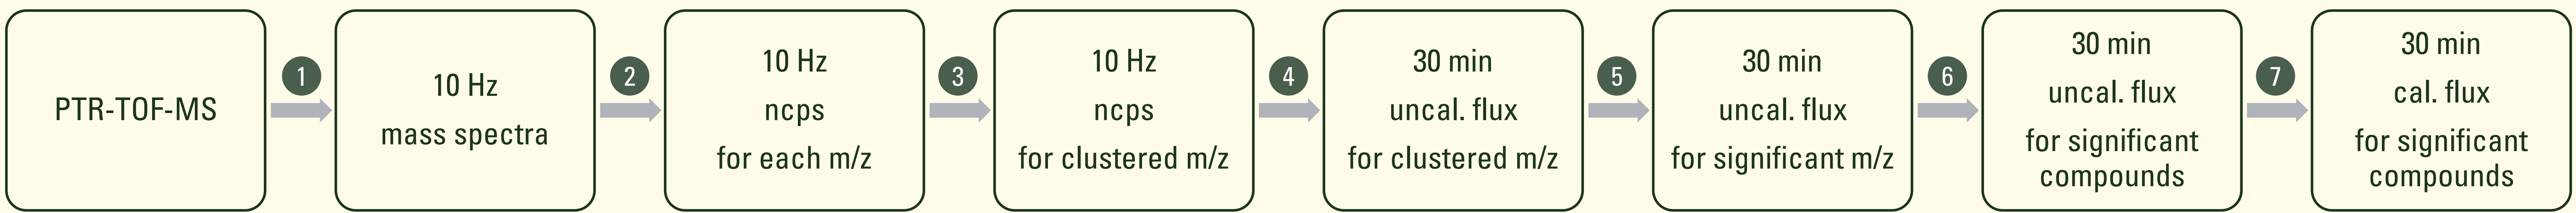 PTR-TOF-MS
1
10 Hz
mass spectra
2
10 Hz
ncps
for each m/z
3
10 Hz
ncps
for clustered m/z
4
30 min
uncal. flux
for clustered m/z
5
30 min
uncal. flux
for significant m/z
6
30 min
uncal. flux
for significant
compounds
7
30 min
cal. flux
for significant
compounds